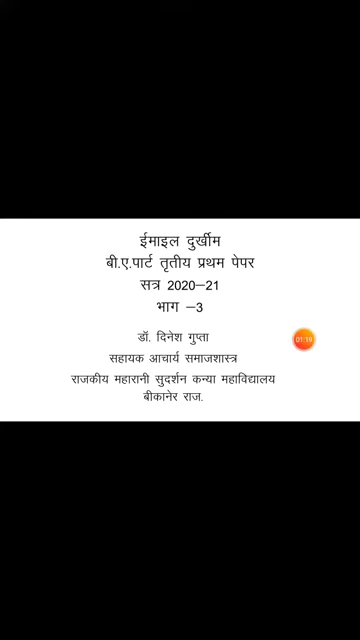 ईमाइल दुर्खीम
बी.ए.पार्ट तृतीय प्रथम पेपर
सत्र 2020–21
भाग –3
डॉ. दिनेश गुप्ता
01:19
सहायक आचार्य समाजशास्त्र
राजकीय महारानी सुदर्शन कन्या महाविद्यालय
बीकानेर राज.